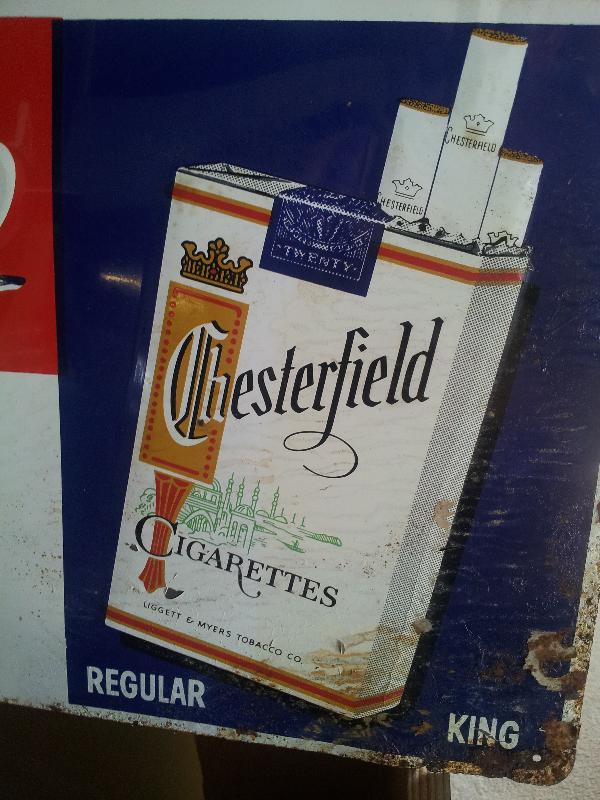 CHESTERFIELD
CHESTERFIELD
TWENTY
Chesterfield
CIGARETTES
LIGGETT & MYERS TOBACCO CO.
REGULAR
KING